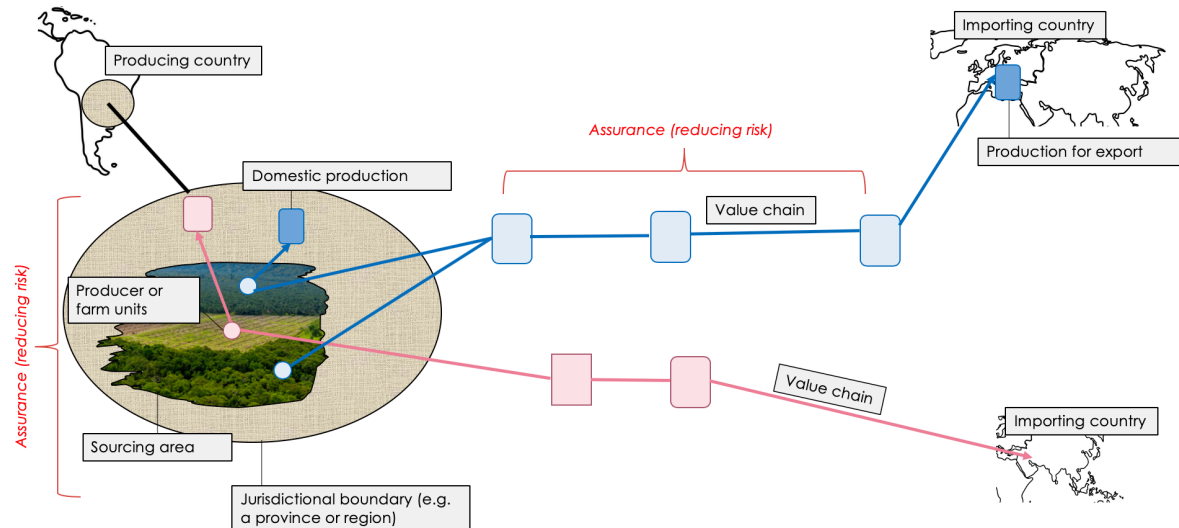 Importing country
Producing country
Assurance (reducing risk)
Production for export
Domestic production
Value chain
Producer or
farm units
Assurance (reducing risk)
Value chain
Importing country
Sourcing area
Jurisdictional boundary (e.g.
a province or region)